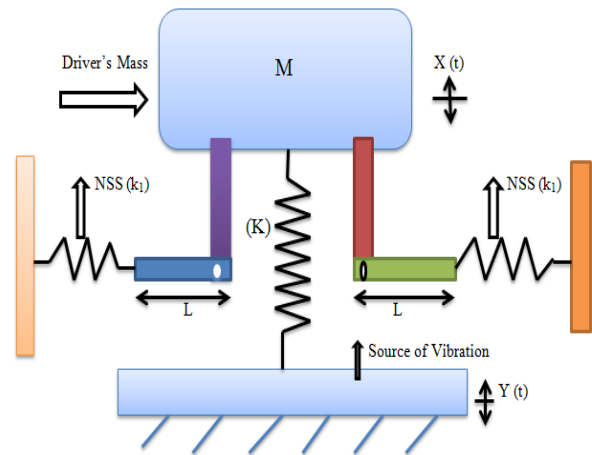 Driver's Mass
M
X (t)
NSS (k₁)
(K)
NSS (k₁)
L
L
Source of Vibration
Y (t)